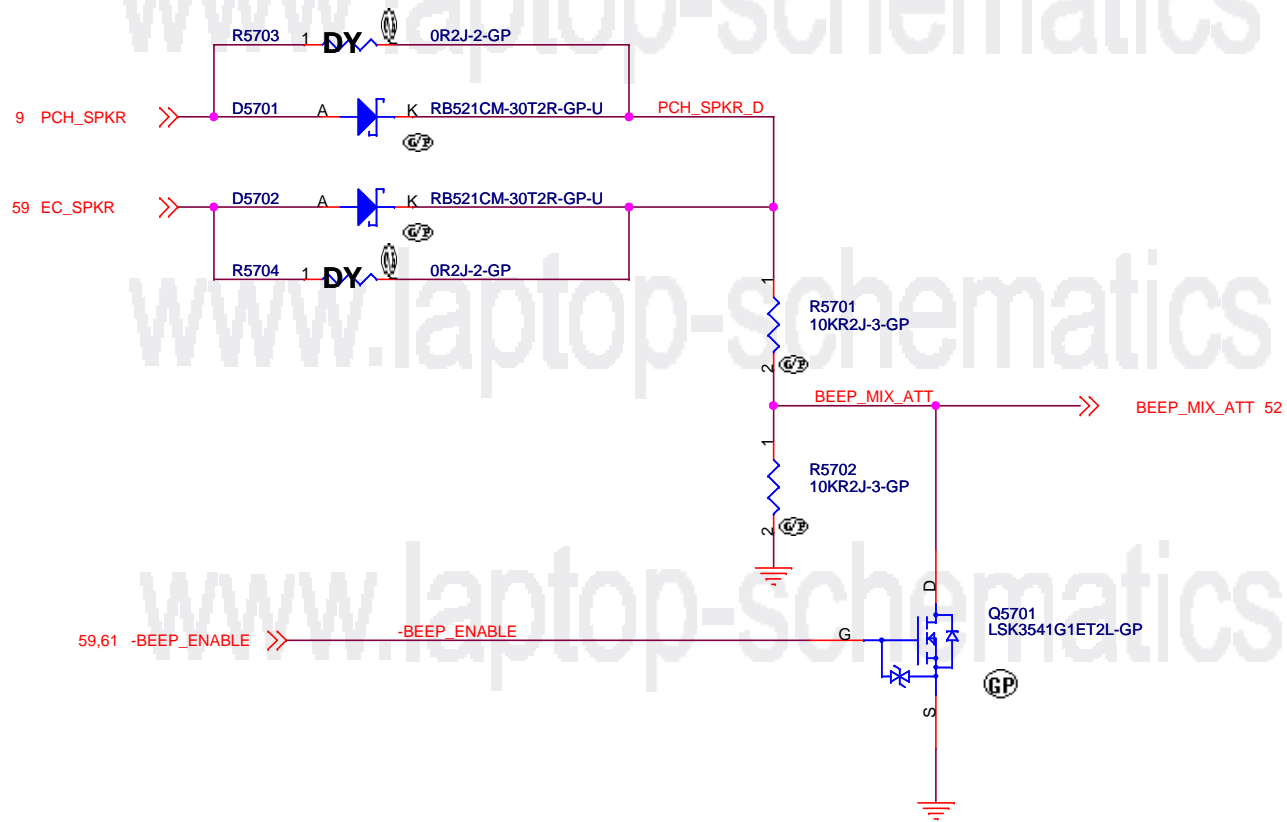 www.laptop-schematics
R5703 1 DY 0R2J-2-GP
9 PCH_SPKR D5701 A K RB521CM-30T2R-GP-U PCH_SPKR_D
G/P
59 EC_SPKR D5702 A K RB521CM-30T2R-GP-U
G/P
R5704 1 DY 0R2J-2-GP
www.laptop-schematics
1
R5701
10KR2J-3-GP
2 G/P
BEEP_MIX_ATT
BEEP_MIX_ATT 52
1
R5702
10KR2J-3-GP
2 G/P
www.laptop-schematics
D
59,61 -BEEP_ENABLE -BEEP_ENABLE G
Q5701
LSK3541G1ET2L-GP
GP
S